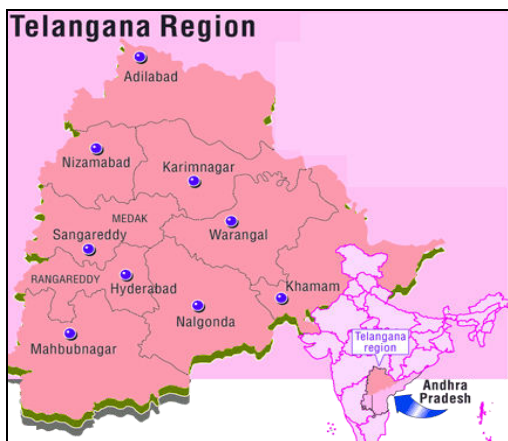 Telangana Region
Adilabad
Nizamabad
Karimnagar
MEDAK
Sangareddy
Warangal
RANGAREDDY
Hyderabad
Khamam
Nalgonda
Mahbubnagar
Telangana
region
Andhra
Pradesh